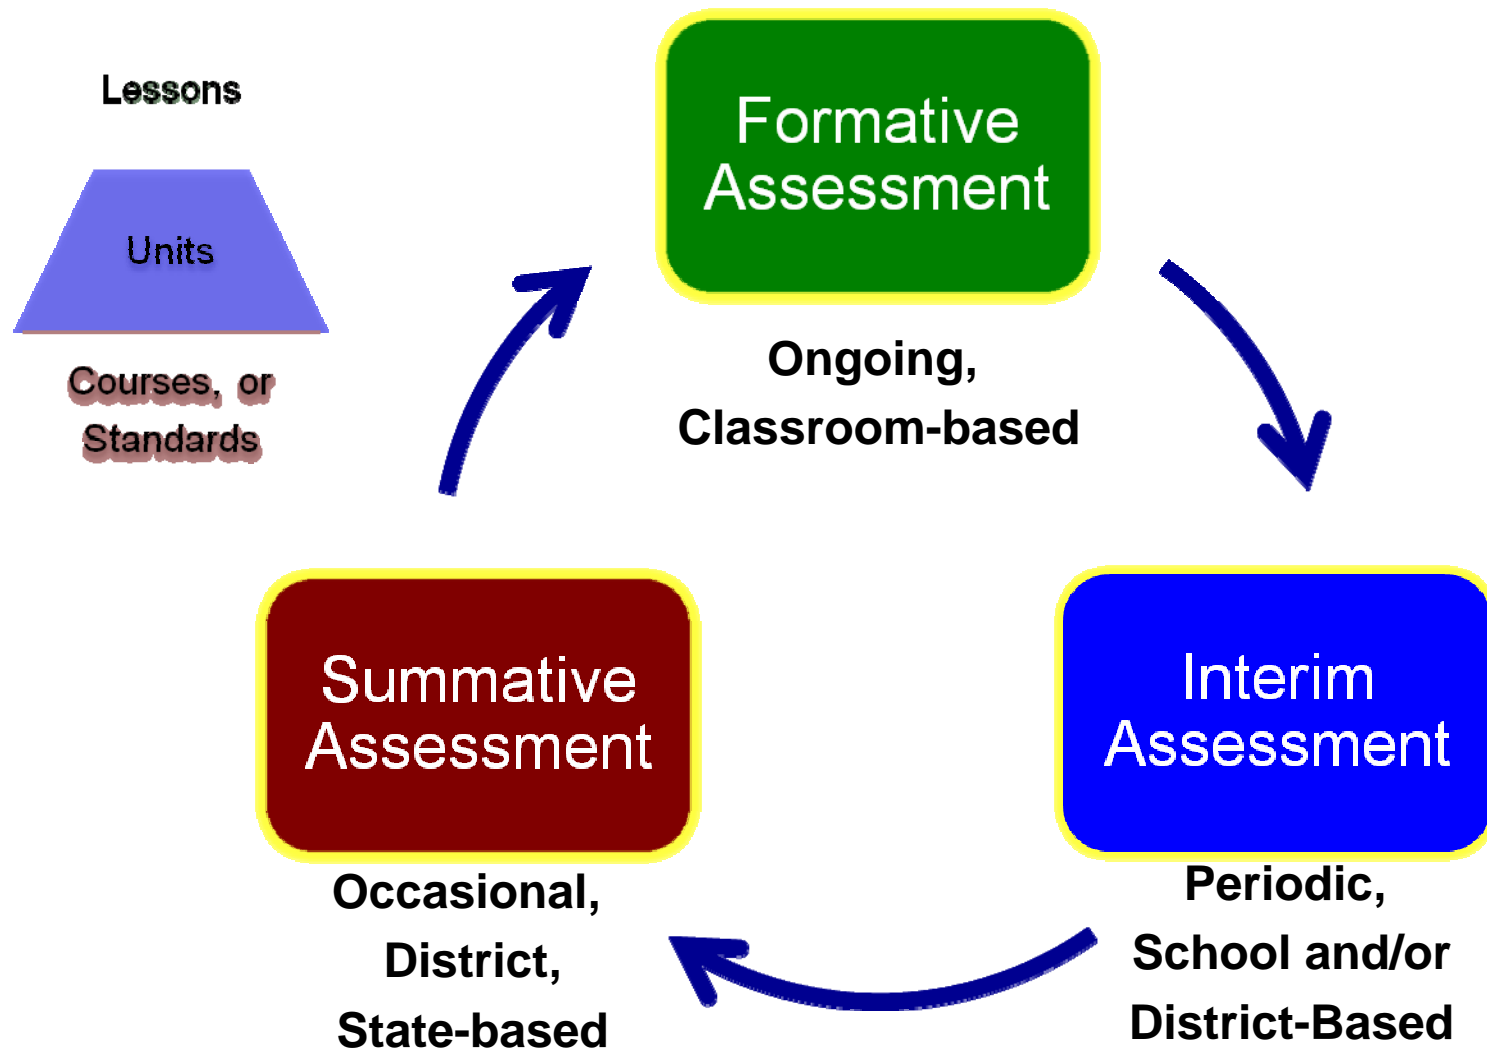 Lessons
Units
Courses, or
Standards
Formative
Assessment
Ongoing,
Classroom-based
Interim
Assessment
Periodic,
School and/or
District-Based
Summative
Assessment
Occasional,
District,
State-based